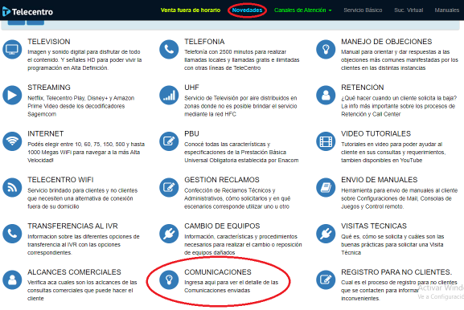 Telecentro
Venta fuera de horario
Novedades
Canales de Atención
Servicio Básico
Suc. Virtual
Manuales
TELEVISION
Imagen y sonido digital para disfrutar de todo
el contenido. Y señales HD para poder vivir la
programación en Alta Definición
TELEFONIA
Telefonía con 2000 minutos para realizar
llamadas locales y llamadas gratis e ilimitadas
con otras líneas de TeleCentro
MANEJO DE OBJECIONES
Manual para orientar y dar respuestas a las
objeciones más comunes manifestadas por los
clientes en las distintas instancias
STREAMING
Netflix, Telecentro Play, Disney+ y Amazon
Prime Video desde los decodificadores
Sagemcom
UHF
Servicio de Televisión por aire distribuidos en
zonas donde no es posible brindar el servicio
mediante la red HFC
RETENCION
¿Qué hacer cuando un cliente solicita la baja?
La info más importante sobre los procesos de
Retención y Call Center
INTERNET
Podés elegir entre 10, 60, 75, 150, 500 y hasta
1000 Megas WIFI para navegar a la más Alta
Velocidad!
PBU
Conocé todas las características y
especificaciones de la Prestación Básica
Universal Obligatoria establecida por Enacom
VIDEO TUTORIALES
Tutoriales en video para poder ayudar al
cliente en sus consultas y requerimientos,
tambien disponibles en YouTube
TELECENTRO WIFI
Servicio brindado para clientes y no clientes
que necesiten una alternativa de conexión
fuera de su domicilio
GESTION RECLAMOS
Confección de Reclamos Técnicos y
Administrativos, cómo solicitarlos y en qué
escenarios corresponde utilizar uno u otro
ENVIO DE MANUALES
Herramienta para envío de manuales al cliente
sobre Configuraciones de Mail, Consolas de
Juegos y Control remoto.
TRANSFERENCIAS AL IVR
Información sobre las diferentes opciones de
transferencia al IVR con las opciones
correspondientes
CAMBIO DE EQUIPOS
Información, características y procedimientos
necesarios para realizar el cambio o reposición
de equipos dañados
VISITAS TECNICAS
Qué es, cómo se solicita y cuáles son las
buenas prácticas para solicitar una Visita
Técnica
ALCANCES COMERCIALES
Verifica aca cuales son los alcances de las
consultas comerciales que puede hacer el
cliente
COMUNICACIONES
Ingresa aquí para ver el detalle de las
Comunicaciones enviadas
REGISTRO PARA NO CLIENTES.
Cual es el proceso de registro para no clientes
que se contacten para informar
inconvenientes
Activar Wind
Ve a Configuració